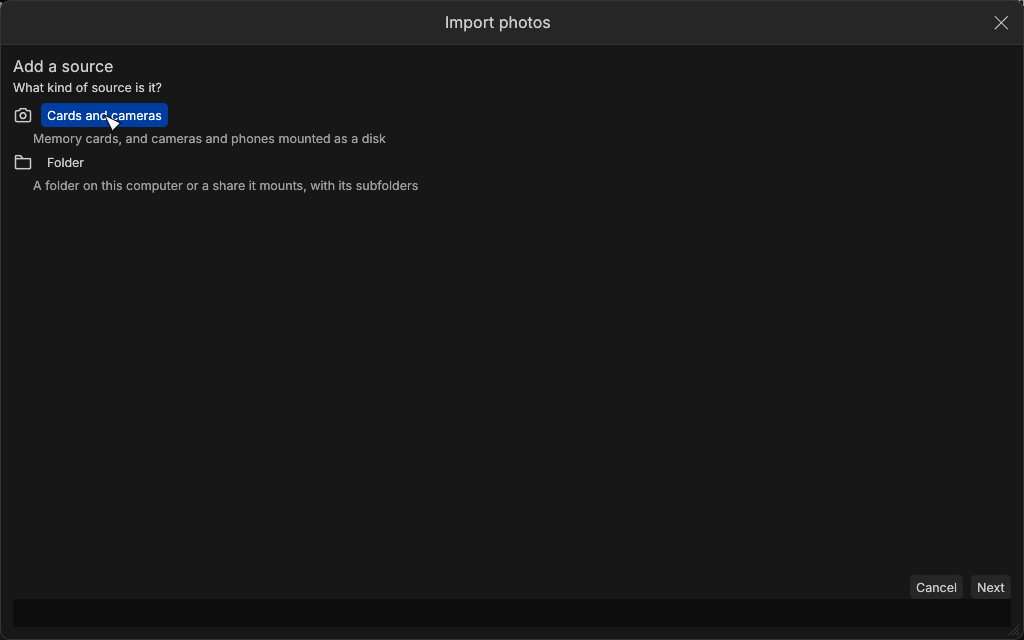 Import photos
Add a source
What kind of source is it?
Cards and cameras
Memory cards, and cameras and phones mounted as a disk
Folder
A folder on this computer or a share it mounts, with its subfolders
Cancel Next